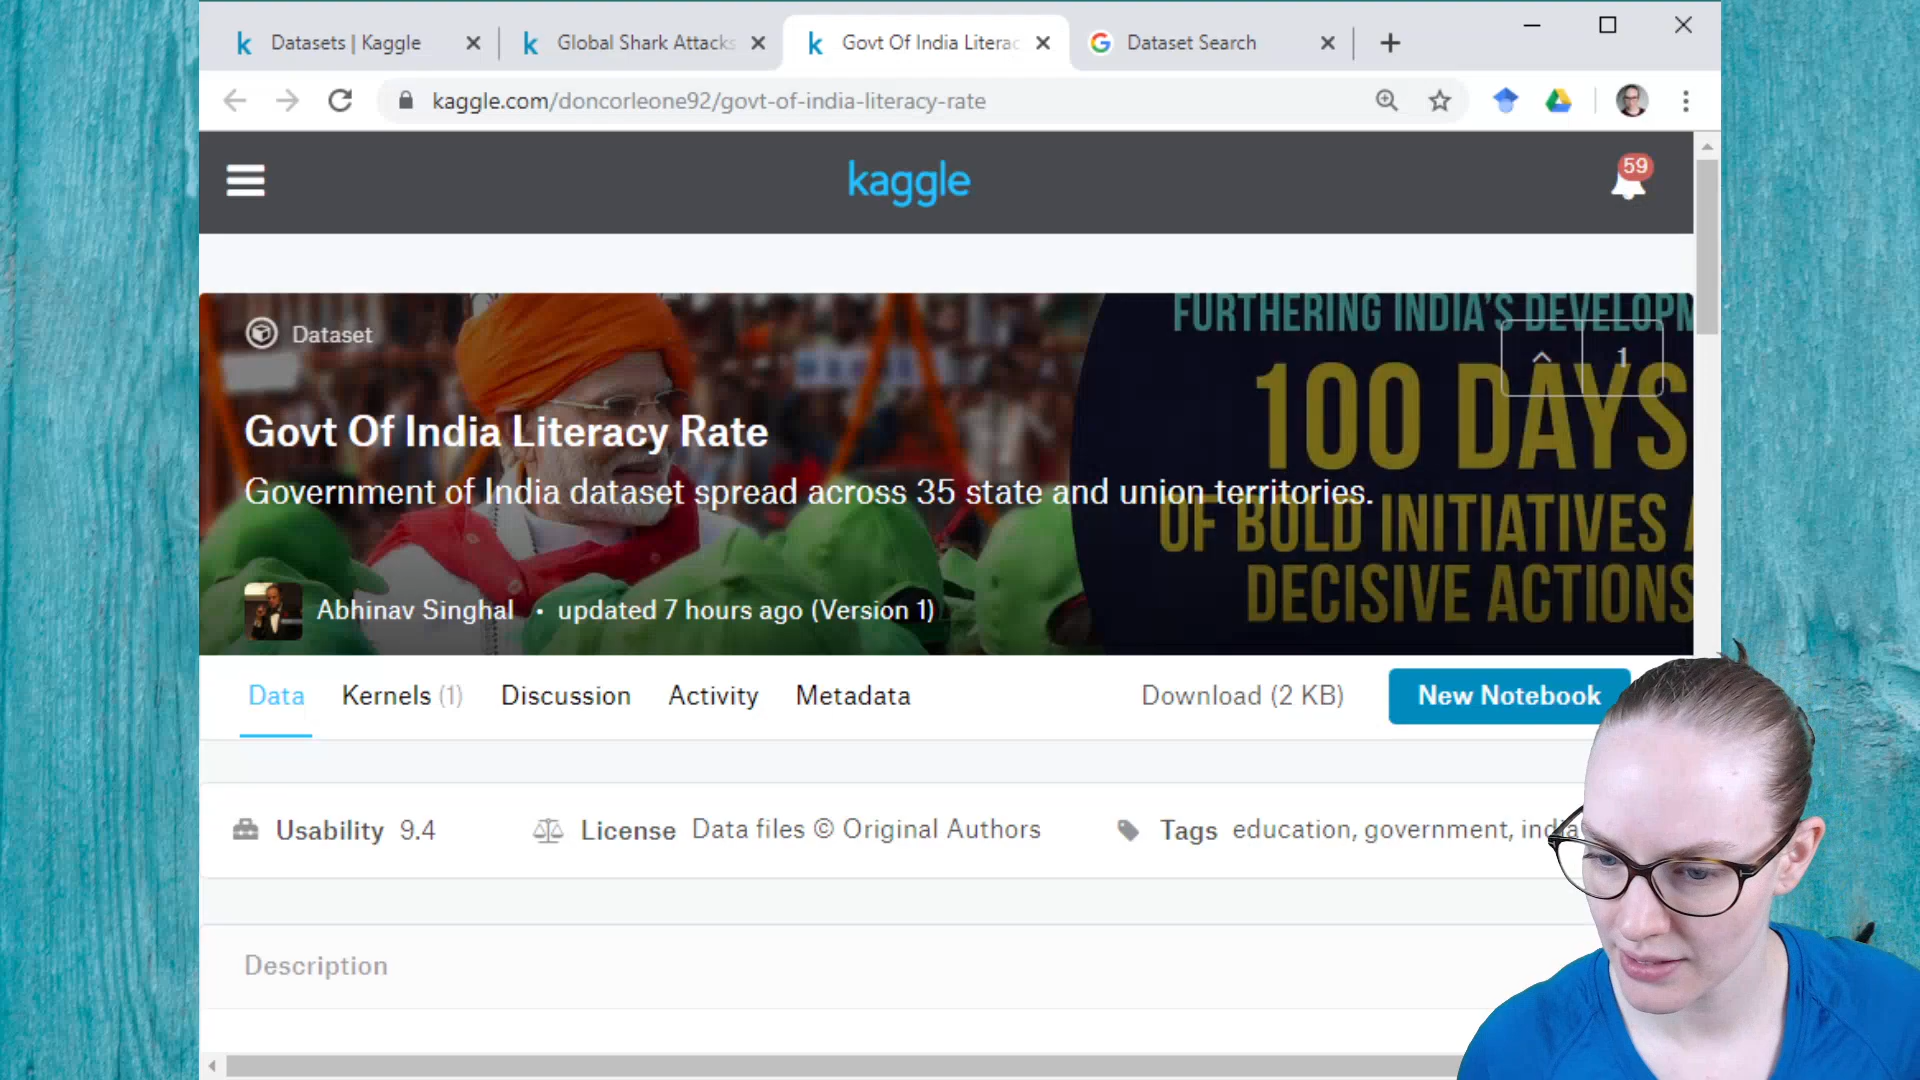 Datasets | Kaggle
Global Shark Attacks
Govt Of India Literac
Dataset Search
kaggle.com/doncorleone92/govt-of-india-literacy-rate
kaggle
59
Dataset
FURTHERING INDIA'S DEVELOPM
1
100 DAYS
Govt Of India Literacy Rate
Government of India dataset spread across 35 state and union territories.
OF BOLD INITIATIVES
DECISIVE ACTIONS
Abhinav Singhal • updated 7 hours ago (Version 1)
Data Kernels (1) Discussion Activity Metadata Download (2 KB) New Notebook
Usability 9.4 License Data files © Original Authors Tags education, government, india
Description